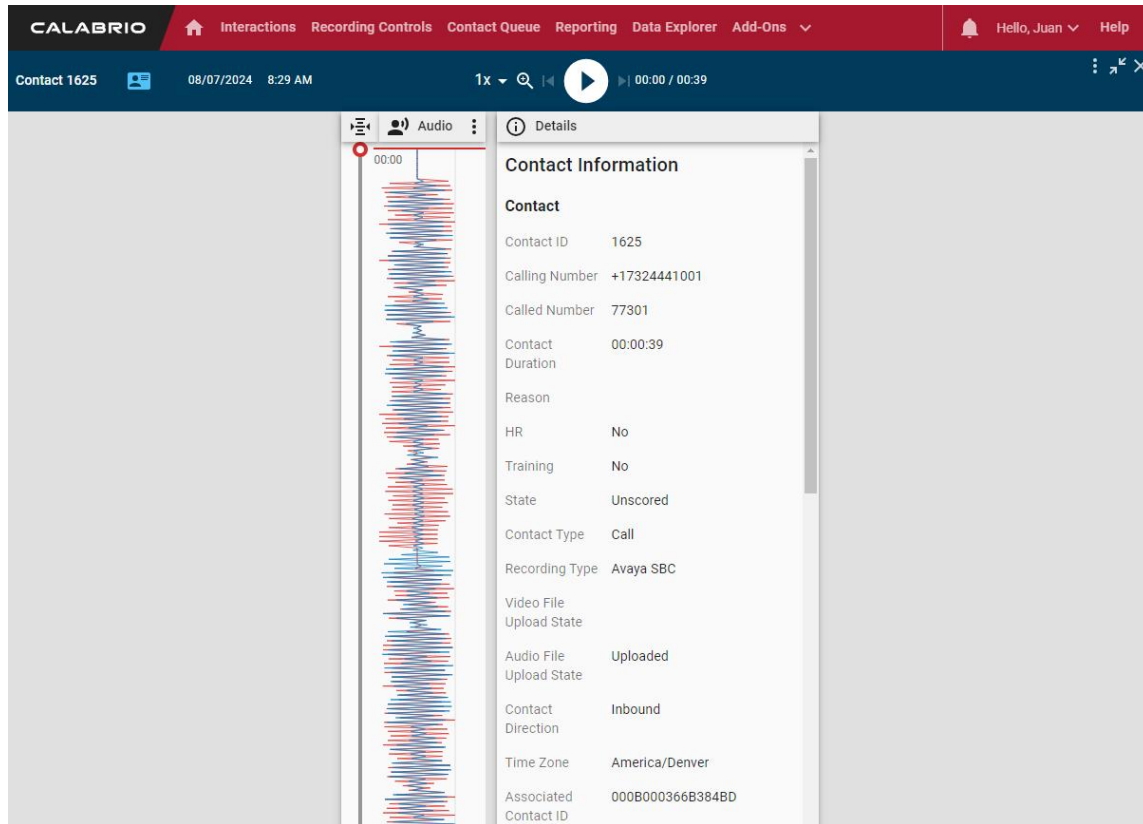 CALABRIO Interactions Recording Controls Contact Queue Reporting Data Explorer Add-Ons Hello, Juan Help
Contact 1625 08/07/2024 8:29 AM 1x 00:00 / 00:39
Audio Details
00:00
Contact Information
Contact
Contact ID 1625
Calling Number +17324441001
Called Number 77301
Contact Duration 00:00:39
Reason
HR No
Training No
State Unscored
Contact Type Call
Recording Type Avaya SBC
Video File
Upload State
Audio File Uploaded
Upload State
Contact Inbound
Direction
Time Zone America/Denver
Associated 000B000366B384BD
Contact ID